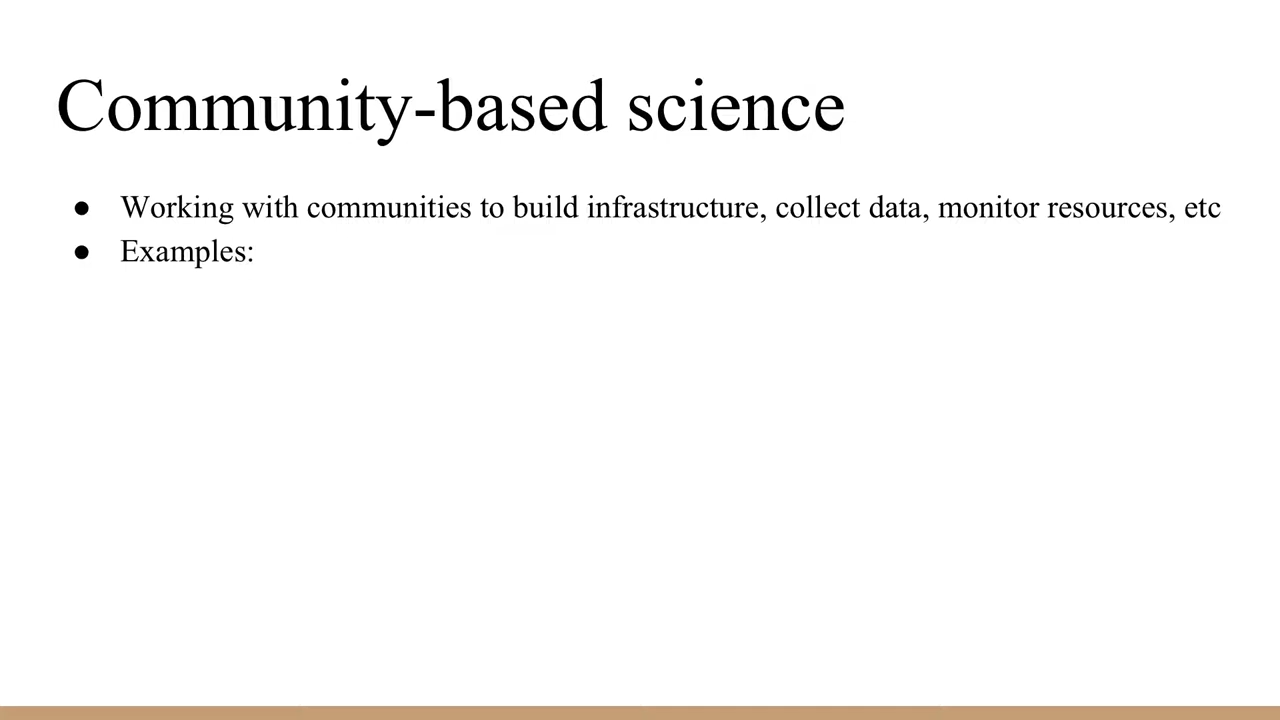 Community-based science
● Working with communities to build infrastructure, collect data, monitor resources, etc
● Examples: